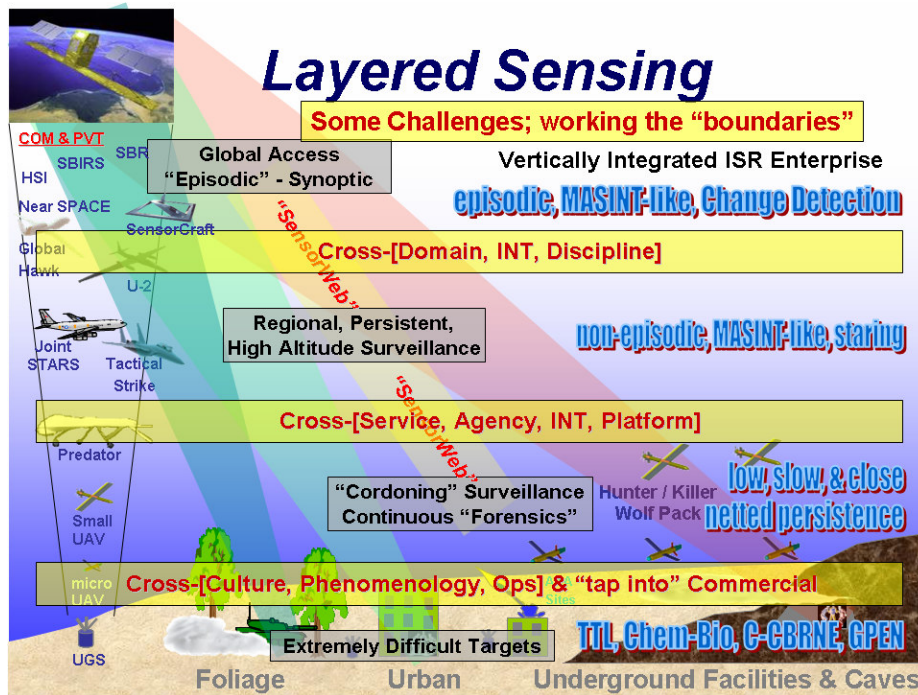 Layered Sensing
Some Challenges; working the “boundaries”
COM & PVT
SBIRS
SBR
HSI
Global Access
“Episodic” - Synoptic
Vertically Integrated ISR Enterprise
episodic, MASINT-like, Change Detection
Near SPACE
SensorCraft
“SensorWeb”
Cross-[Domain, INT, Discipline]
Global
Hawk
U-2
Regional, Persistent,
High Altitude Surveillance
non-episodic, MASINT-like, staring
Joint
STARS
Tactical
Strike
“SensorWeb”
Cross-[Service, Agency, INT, Platform]
Predator
“Cordoning” Surveillance
Continuous “Forensics”
Hunter / Killer
Wolf Pack
low, slow, & close
netted persistence
Small
UAV
Cross-[Culture, Phenomenology, Ops] & “tap into” Commercial
micro
UAV
Sites
UGS
Extremely Difficult Targets
TTL, Chem-Bio, C-CBRNE, GPEN
Foliage
Urban
Underground Facilities & Caves